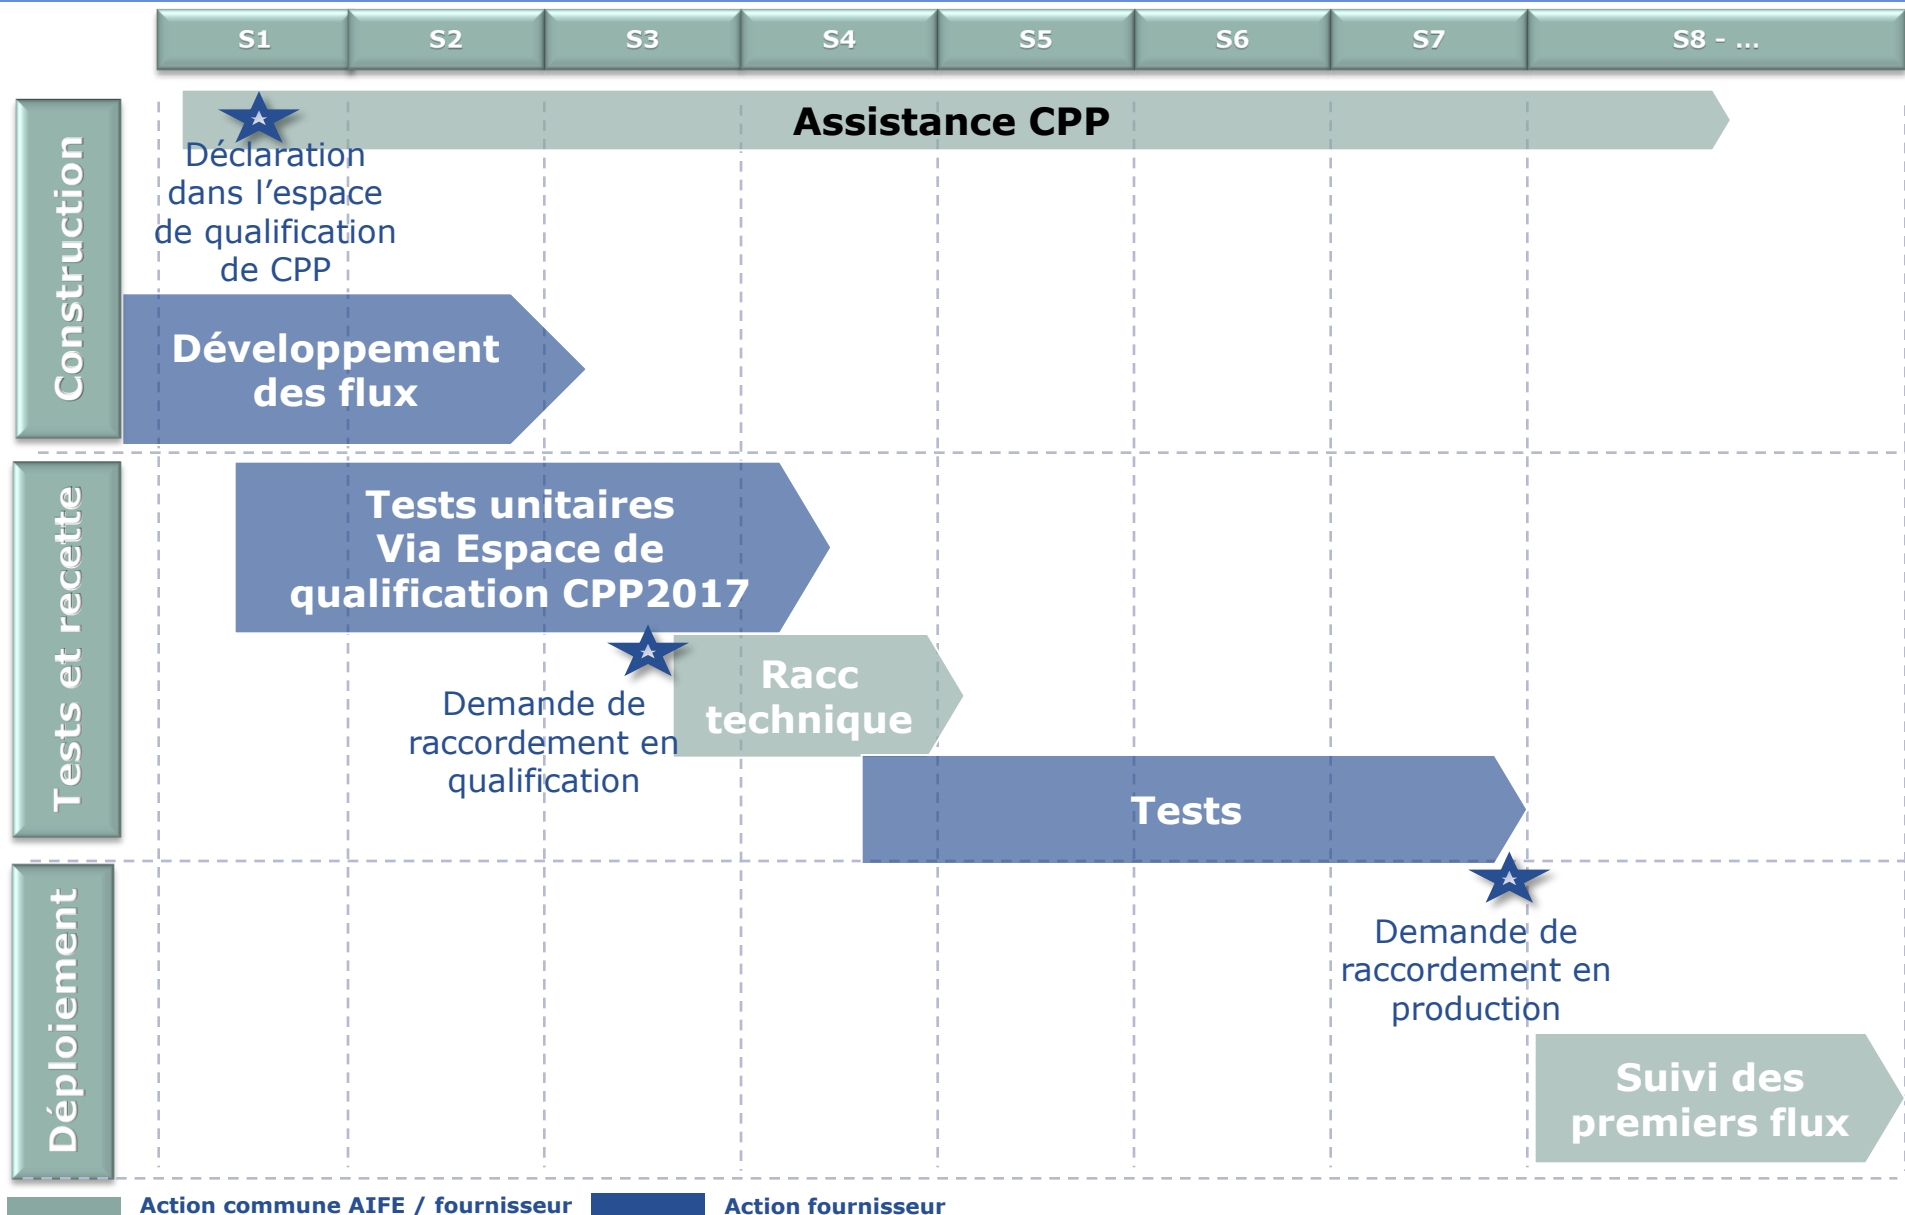 S1 S2 S3 S4 S5 S6 S7 S8 - ...
Construction
Assistance CPP
Déclaration
dans l’espace
de qualification
de CPP
Développement
des flux
Tests et recette
Tests unitaires
Via Espace de
qualification CPP2017
Demande de
raccordement en
qualification
Racc
technique
Tests
Déploiement
Demande de
raccordement en
production
Suivi des
premiers flux
Action commune AIFE / fournisseur
Action fournisseur